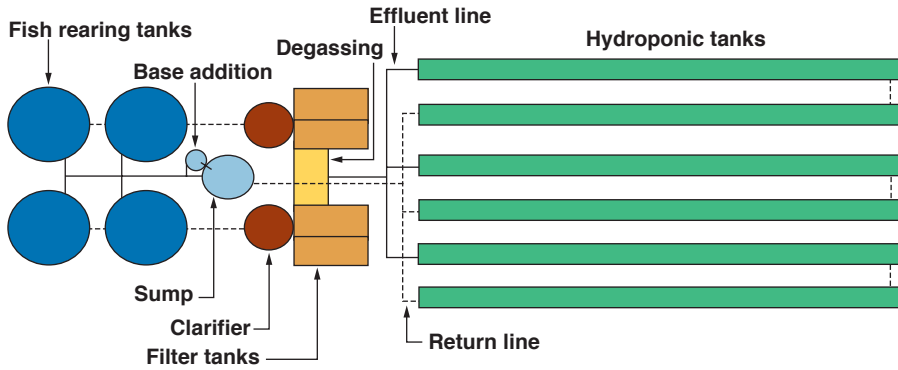 Effluent line
Fish rearing tanks
Degassing
Hydroponic tanks
Base addition
Sump
Clarifier
Return line
Filter tanks